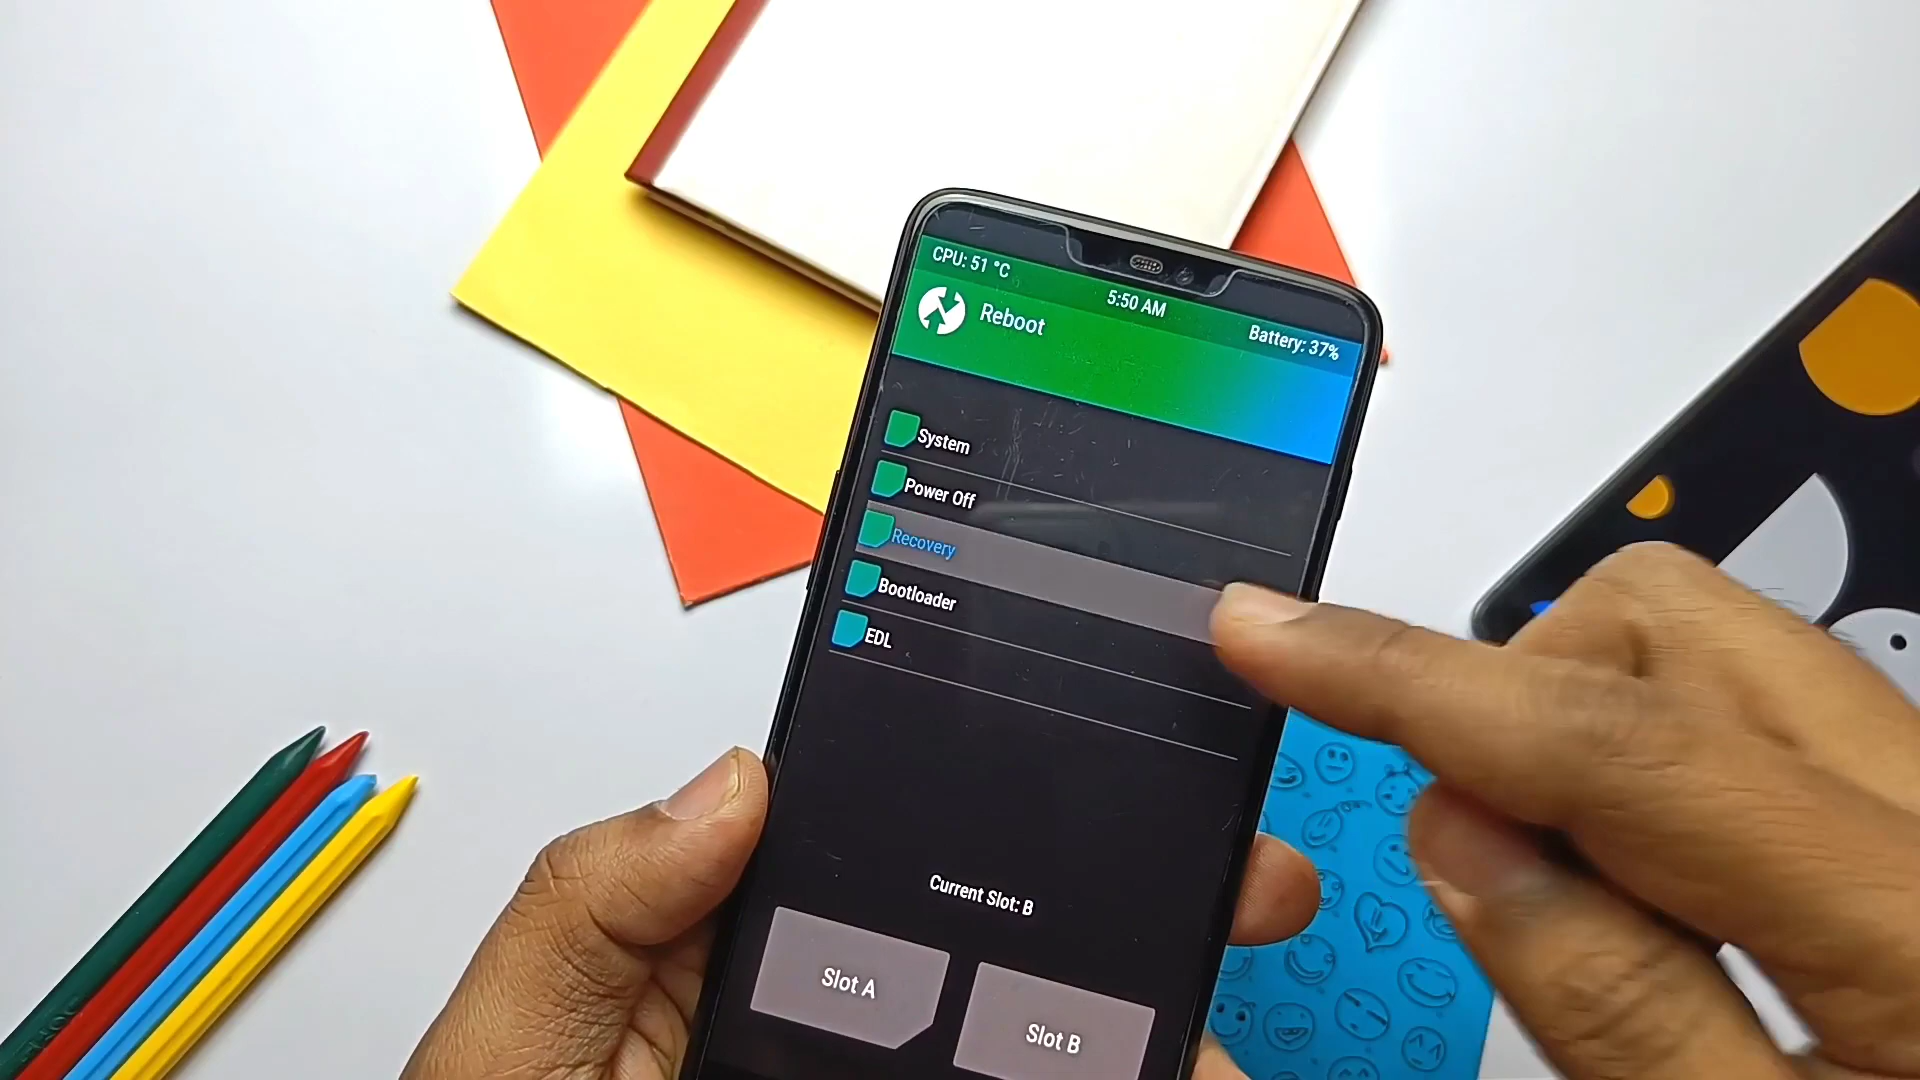 CPU: 51 °C
5:50 AM
Battery: 37%
Reboot
System
Power Off
Recovery
Bootloader
EDL
Current Slot: B
Slot A
Slot B